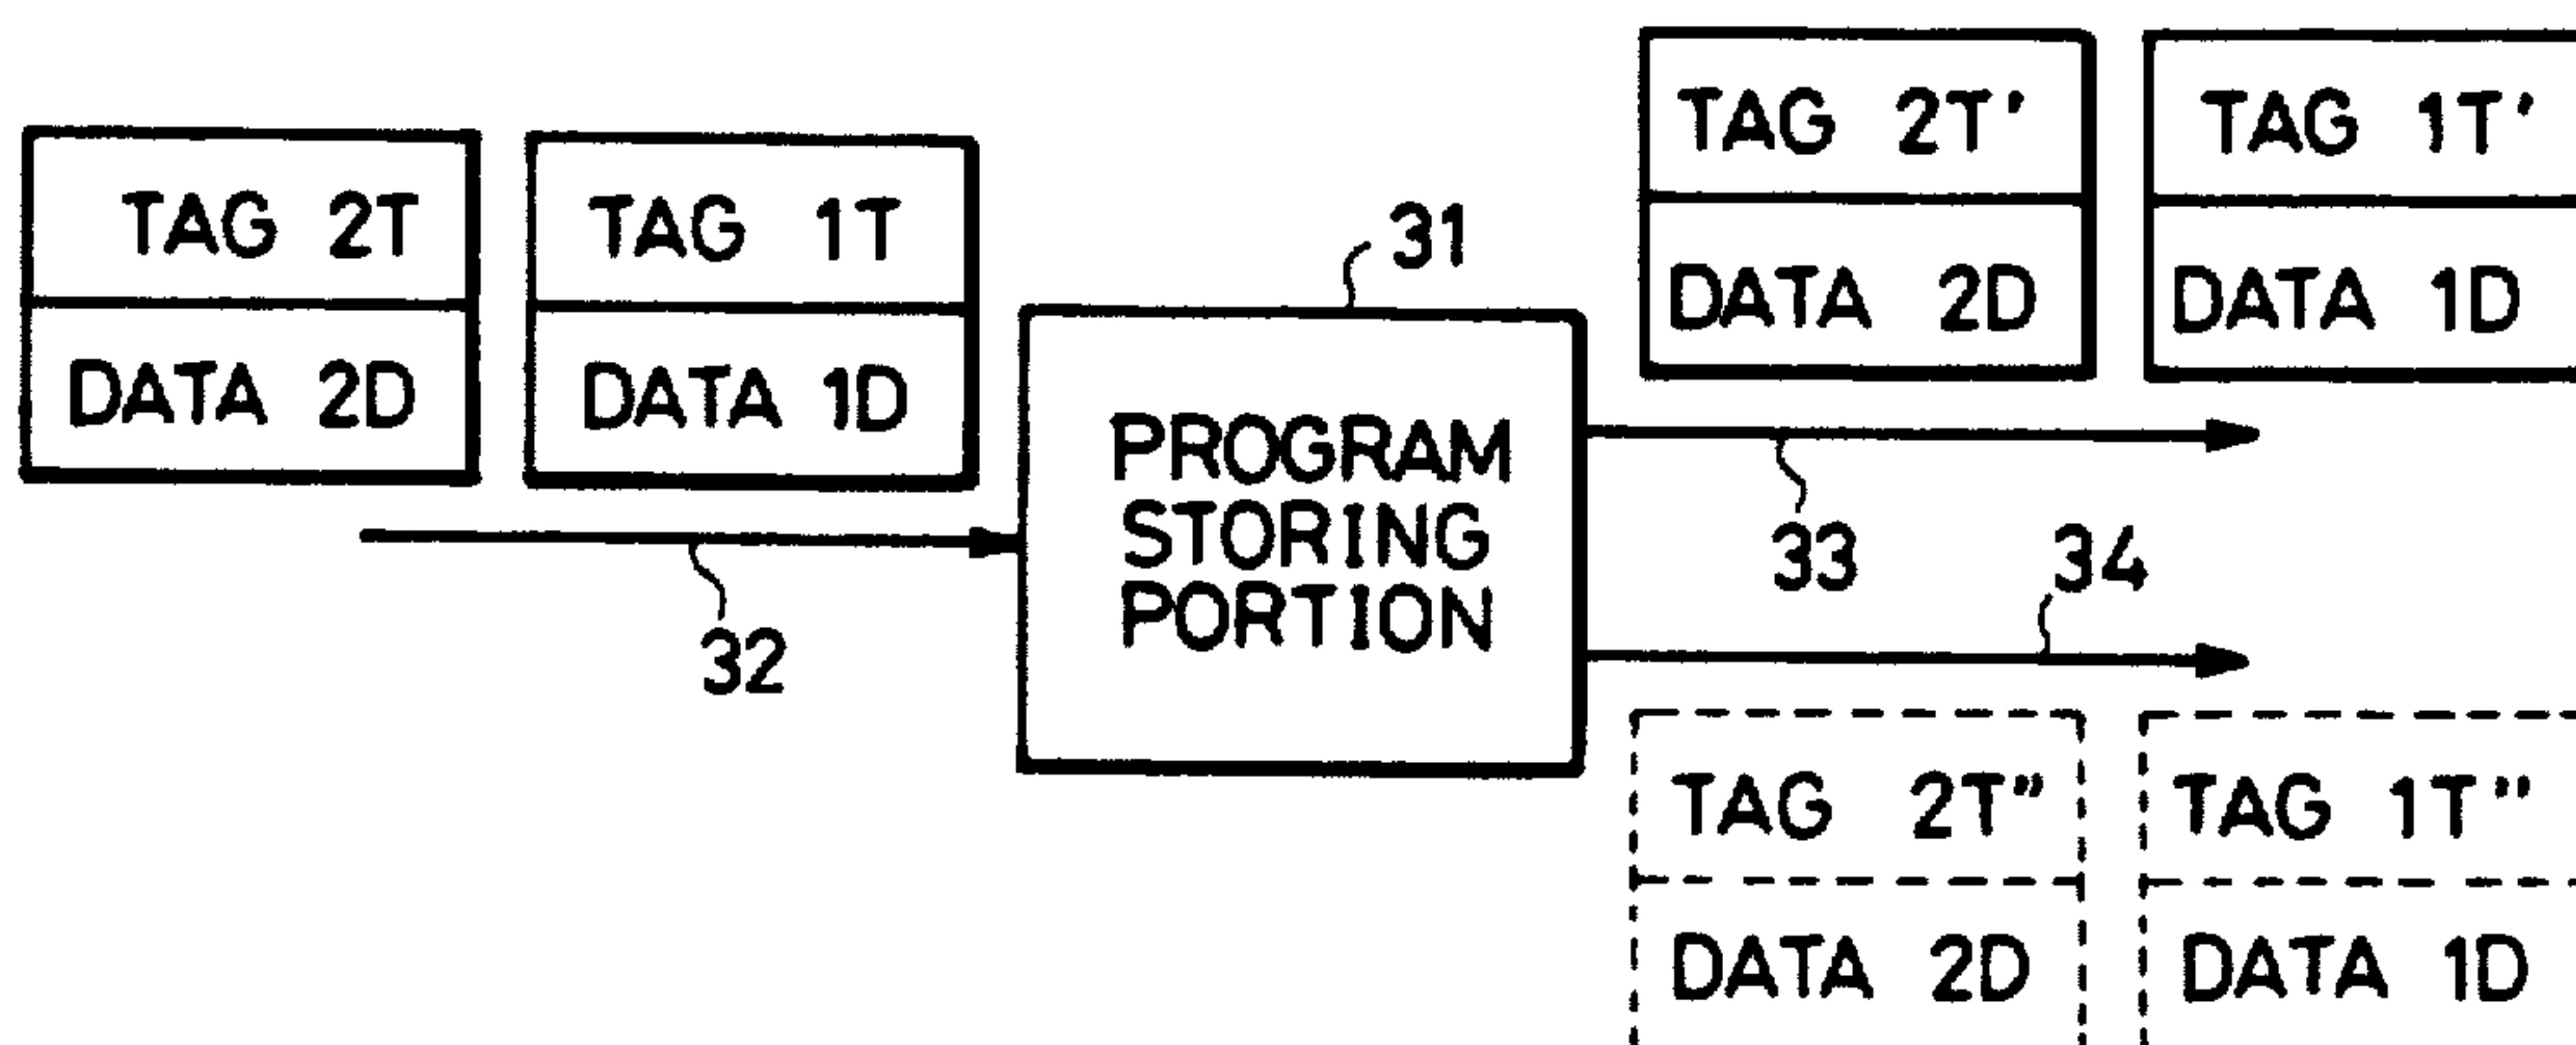 TAG 2T
DATA 2D
TAG 1T
DATA 1D
32
31
PROGRAM
STORING
PORTION
TAG 2T'
DATA 2D
TAG 1T'
DATA 1D
33
34
TAG 2T"
DATA 2D
TAG 1T"
DATA 1D